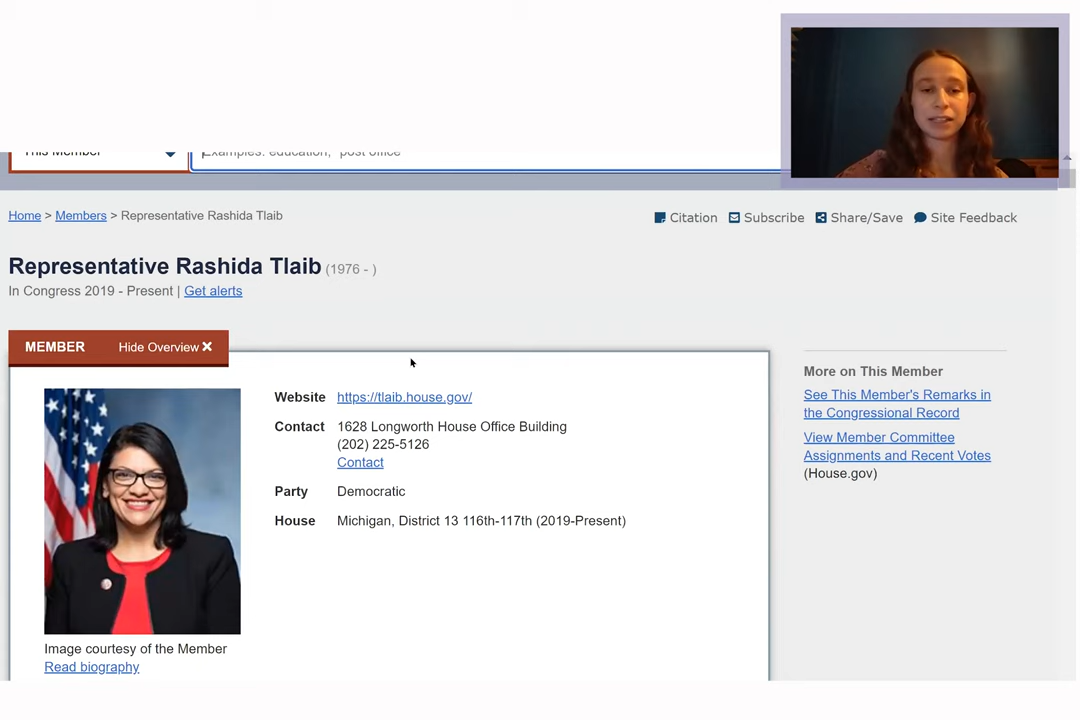 This Member
Examples: education, "post office"
Home > Members > Representative Rashida Tlaib
Citation Subscribe Share/Save Site Feedback
Representative Rashida Tlaib (1976 - )
In Congress 2019 - Present | Get alerts
MEMBER Hide Overview ✕
Website https://tlaib.house.gov/
Contact 1628 Longworth House Office Building
(202) 225-5126
Contact
Party Democratic
House Michigan, District 13 116th-117th (2019-Present)
Image courtesy of the Member
Read biography
More on This Member
See This Member's Remarks in
the Congressional Record
View Member Committee
Assignments and Recent Votes
(House.gov)